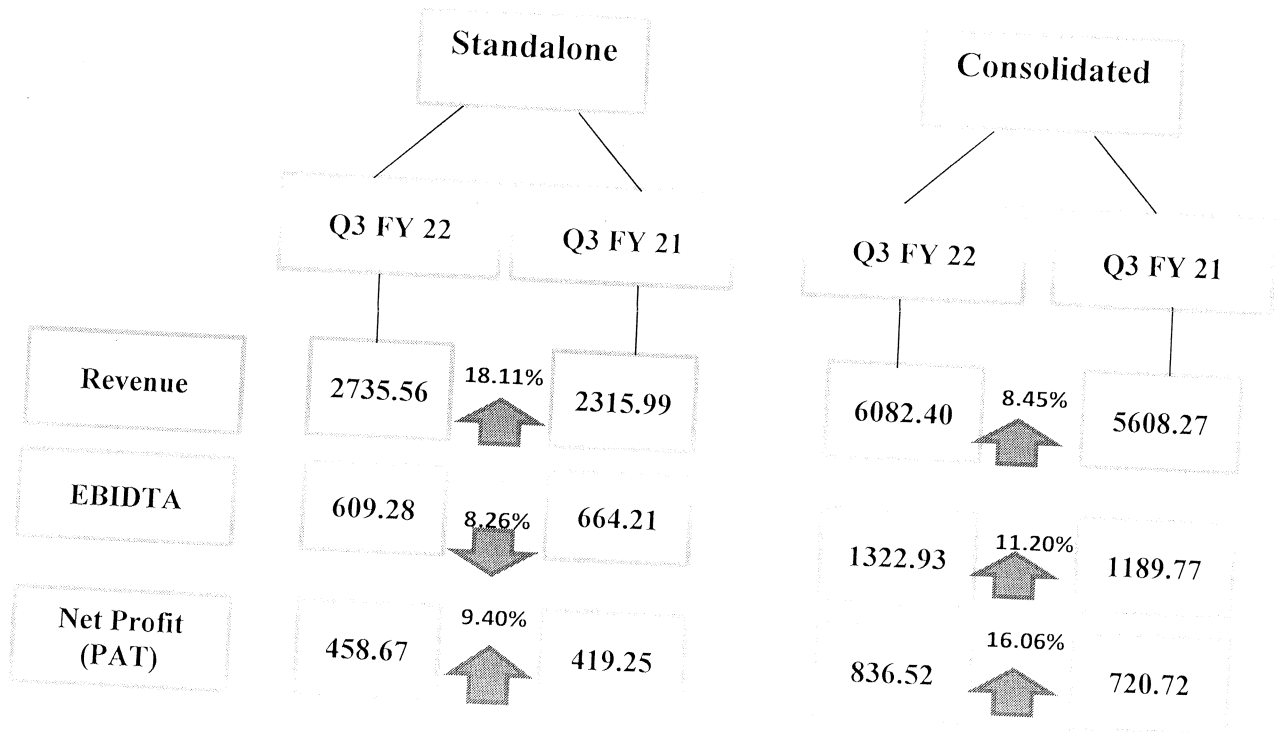 Standalone
Consolidated
Q3 FY 22
Q3 FY 21
Q3 FY 22
Q3 FY 21
Revenue
2735.56
18.11%
2315.99
6082.40
8.45%
5608.27
EBIDTA
609.28
8.26%
664.21
1322.93
11.20%
1189.77
Net Profit
(PAT)
458.67
9.40%
419.25
836.52
16.06%
720.72